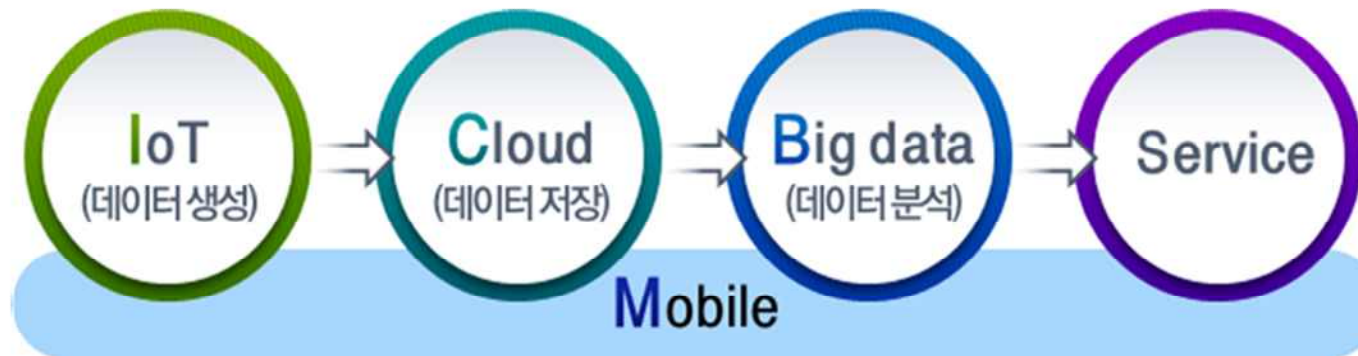 IoT
(데이터 생성)
Cloud
(데이터 저장)
Big data
(데이터 분석)
Service
Mobile